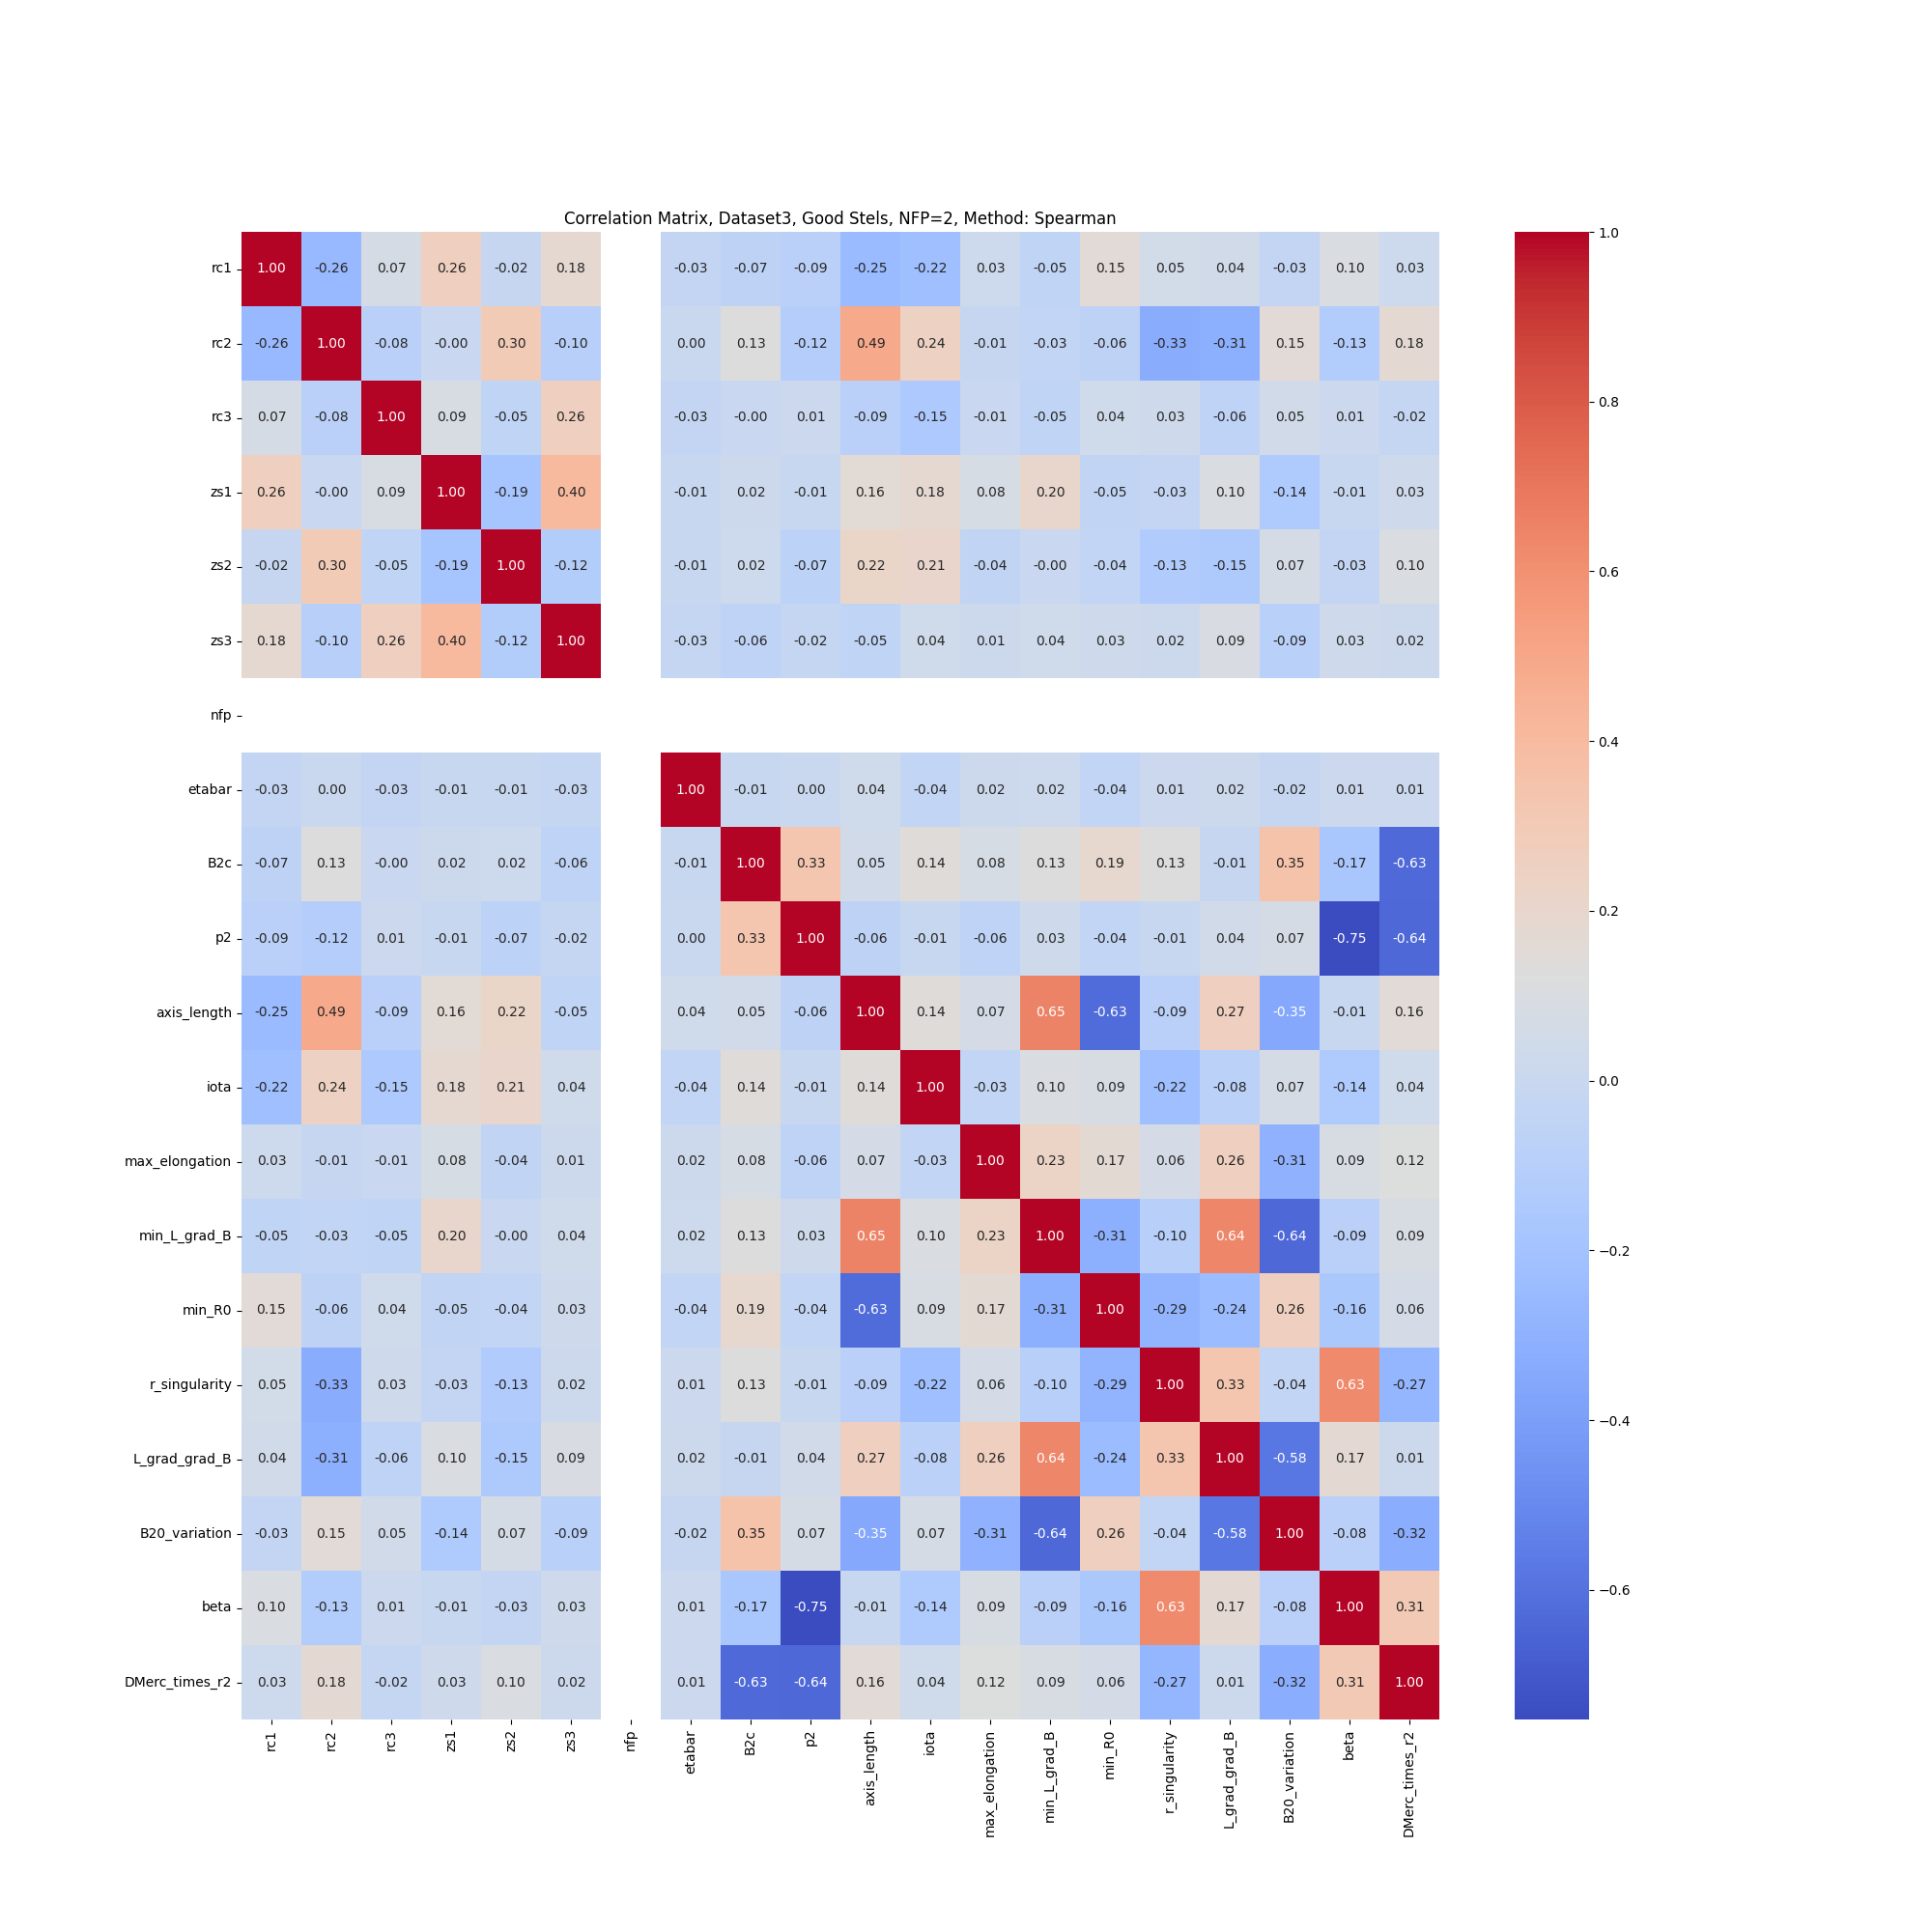 Correlation Matrix, Dataset3, Good Stels, NFP=2, Method: Spearman
rc1 1.00 -0.26 0.07 0.26 -0.02 0.18 -0.03 -0.07 -0.09 -0.25 -0.22 0.03 -0.05 0.15 0.05 0.04 -0.03 0.10 0.03
rc2 -0.26 1.00 -0.08 -0.00 0.30 -0.10 0.00 0.13 -0.12 0.49 0.24 -0.01 -0.03 -0.06 -0.33 -0.31 0.15 -0.13 0.18
rc3 0.07 -0.08 1.00 0.09 -0.05 0.26 -0.03 -0.00 0.01 -0.09 -0.15 -0.01 -0.05 0.04 0.03 -0.06 0.05 0.01 -0.02
zs1 0.26 -0.00 0.09 1.00 -0.19 0.40 -0.01 0.02 -0.01 0.16 0.18 0.08 0.20 -0.05 -0.03 0.10 -0.14 -0.01 0.03
zs2 -0.02 0.30 -0.05 -0.19 1.00 -0.12 -0.01 0.02 -0.07 0.22 0.21 -0.04 -0.00 -0.04 -0.13 -0.15 0.07 -0.03 0.10
zs3 0.18 -0.10 0.26 0.40 -0.12 1.00 -0.03 -0.06 -0.02 -0.05 0.04 0.01 0.04 0.03 0.02 0.09 -0.09 0.03 0.02
nfp
etabar -0.03 0.00 -0.03 -0.01 -0.01 -0.03 1.00 -0.01 0.00 0.04 -0.04 0.02 0.02 -0.04 0.01 0.02 -0.02 0.01 0.01
B2c -0.07 0.13 -0.00 0.02 0.02 -0.06 -0.01 1.00 0.33 0.05 0.14 0.08 0.13 0.19 0.13 -0.01 0.35 -0.17 -0.63
p2 -0.09 -0.12 0.01 -0.01 -0.07 -0.02 0.00 0.33 1.00 -0.06 -0.01 -0.06 0.03 -0.04 -0.01 0.04 0.07 -0.75 -0.64
axis_length -0.25 0.49 -0.09 0.16 0.22 -0.05 0.04 0.05 -0.06 1.00 0.14 0.07 0.65 -0.63 -0.09 0.27 -0.35 -0.01 0.16
iota -0.22 0.24 -0.15 0.18 0.21 0.04 -0.04 0.14 -0.01 0.14 1.00 -0.03 0.10 0.09 -0.22 -0.08 0.07 -0.14 0.04
max_elongation 0.03 -0.01 -0.01 0.08 -0.04 0.01 0.02 0.08 -0.06 0.07 -0.03 1.00 0.23 0.17 0.06 0.26 -0.31 0.09 0.12
min_L_grad_B -0.05 -0.03 -0.05 0.20 -0.00 0.04 0.02 0.13 0.03 0.65 0.10 0.23 1.00 -0.31 -0.10 0.64 -0.64 -0.09 0.09
min_R0 0.15 -0.06 0.04 -0.05 -0.04 0.03 -0.04 0.19 -0.04 -0.63 0.09 0.17 -0.31 1.00 -0.29 -0.24 0.26 -0.16 0.06
r_singularity 0.05 -0.33 0.03 -0.03 -0.13 0.02 0.01 0.13 -0.01 -0.09 -0.22 0.06 -0.10 -0.29 1.00 0.33 -0.04 0.63 -0.27
L_grad_grad_B 0.04 -0.31 -0.06 0.10 -0.15 0.09 0.02 -0.01 0.04 0.27 -0.08 0.26 0.64 -0.24 0.33 1.00 -0.58 0.17 0.01
B20_variation -0.03 0.15 0.05 -0.14 0.07 -0.09 -0.02 0.35 0.07 -0.35 0.07 -0.31 -0.64 0.26 -0.04 -0.58 1.00 -0.08 -0.32
beta 0.10 -0.13 0.01 -0.01 -0.03 0.03 0.01 -0.17 -0.75 -0.01 -0.14 0.09 -0.09 -0.16 0.63 0.17 -0.08 1.00 0.31
DMerc_times_r2 0.03 0.18 -0.02 0.03 0.10 0.02 0.01 -0.63 -0.64 0.16 0.04 0.12 0.09 0.06 -0.27 0.01 -0.32 0.31 1.00
rc1 rc2 rc3 zs1 zs2 zs3 nfp etabar B2c p2 axis_length iota max_elongation min_L_grad_B min_R0 r_singularity L_grad_grad_B B20_variation beta DMerc_times_r2
1.0
0.8
0.6
0.4
0.2
0.0
−0.2
−0.4
−0.6